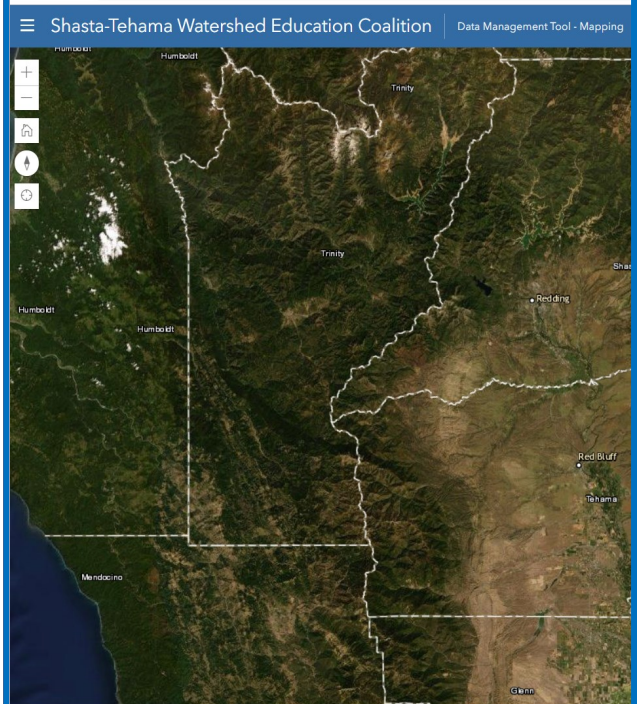 Shasta-Tehama Watershed Education Coalition
Data Management Tool - Mapping
Humboldt
Humboldt
Trinity
Trinity
Shas
Redding
Humboldt
Humboldt
Red Bluff
Tehama
Mendocino
Glenn